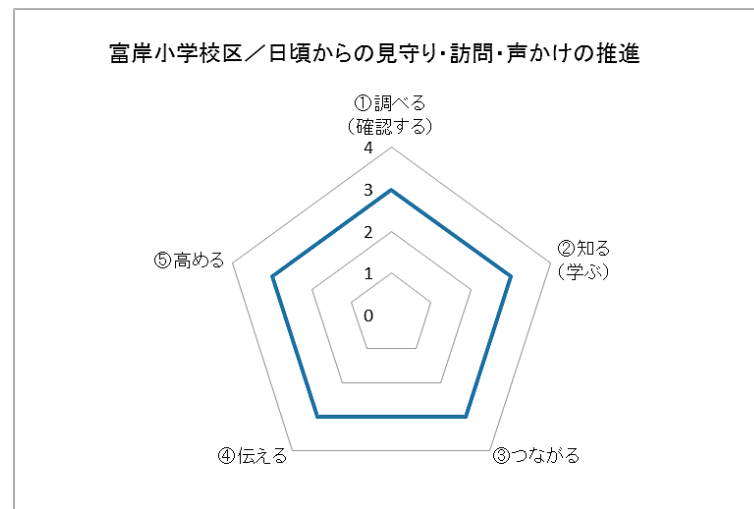 富岸小学校区／日頃からの見守り・訪問・声かけの推進
①調べる
（確認する）
4
3
2
1
0
②知る
（学ぶ）
③つながる
④伝える
⑤高める